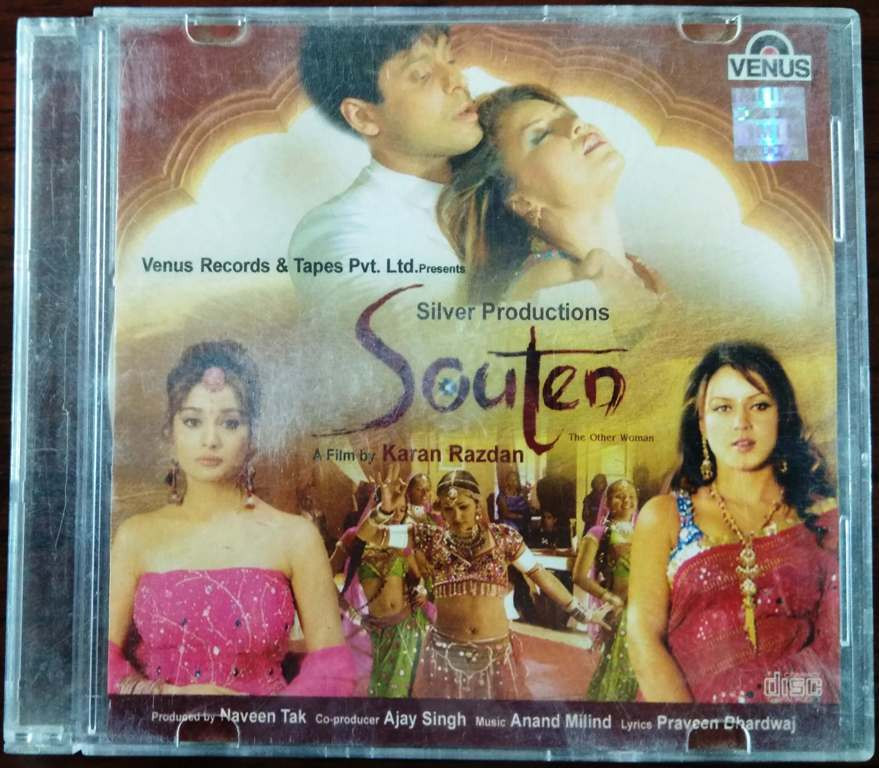 VENUS
Venus Records & Tapes Pvt. Ltd. Presents
Silver Productions
Souten
The Other Woman
A Film by Karan Razdan
disc
Produced by Naveen Tak Co-producer Ajay Singh Music Anand Milind Lyrics Praveen Bhardwaj